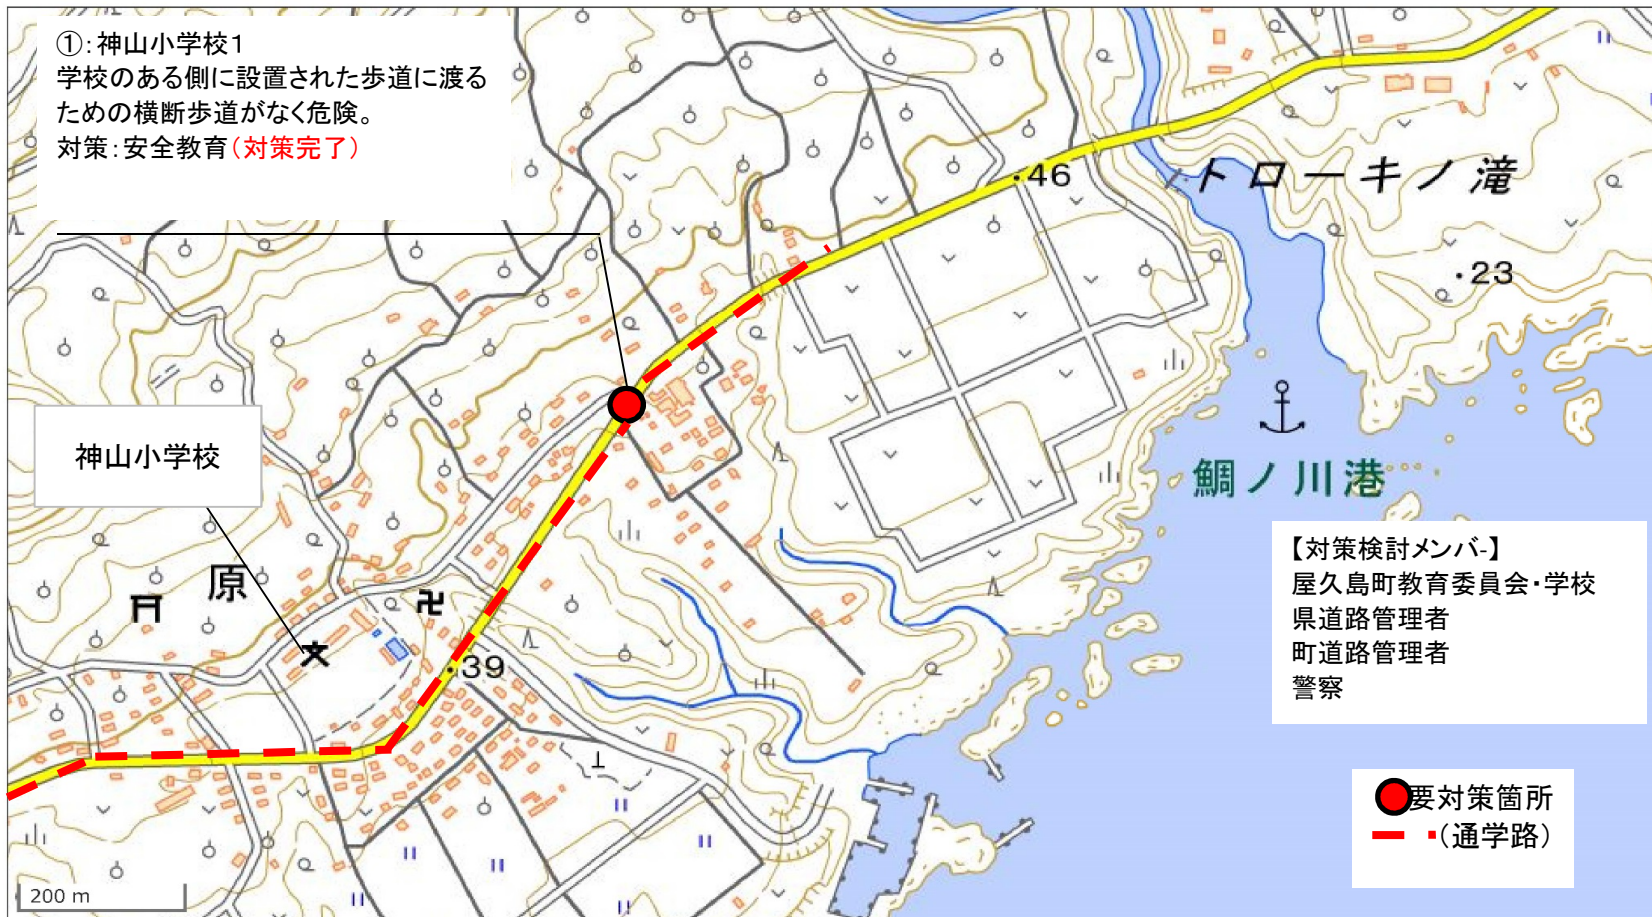 ①:神山小学校1
学校のある側に設置された歩道に渡る
ための横断歩道がなく危険。
対策:安全教育(対策完了)
トローキノ滝
46
23
神山小学校
鯛ノ川港
原
39
【対策検討メンバ-】
屋久島町教育委員会・学校
県道路管理者
町道路管理者
警察
要対策箇所
(通学路)
200 m